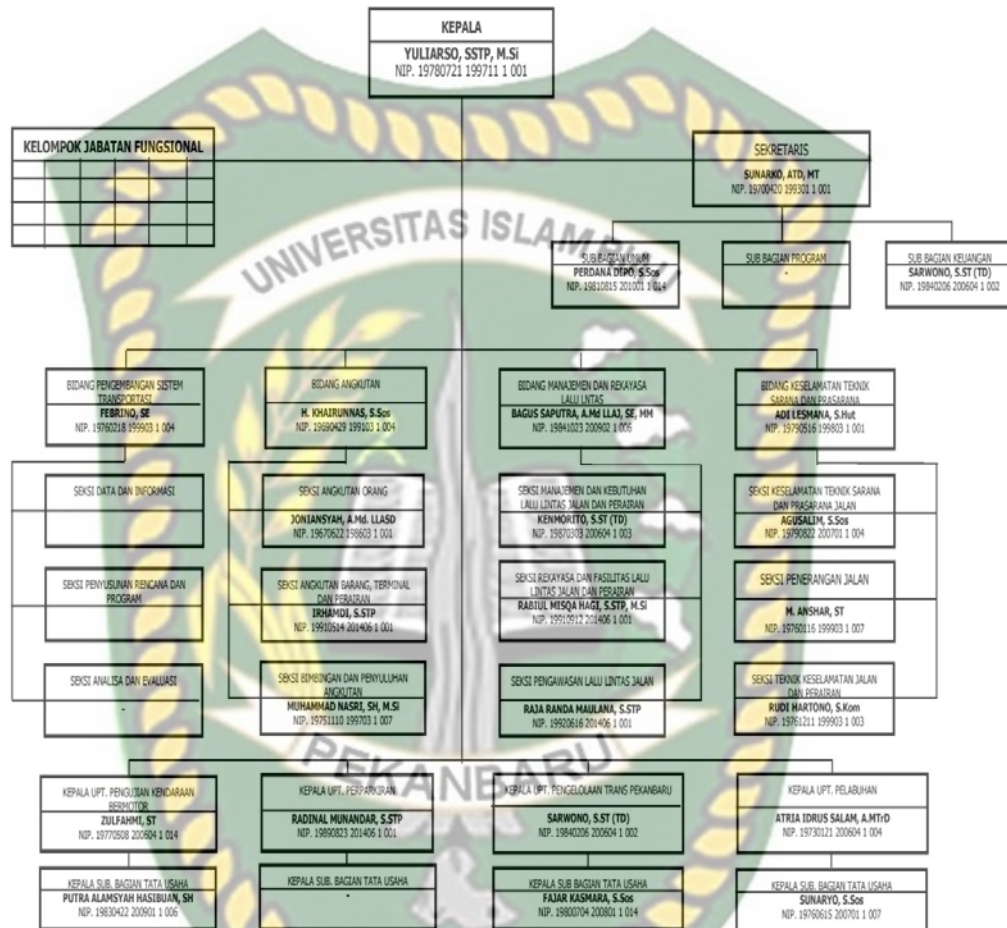 KEPALA
YULIARSO, SSTP, M.Si
NIP. 19780721 199711 1 001
KELOMPOK JABATAN FUNGSIONAL
SEKRETARIS
SUNARKO, ATD, MT
NIP. 19700420 199301 1 001
UNIVERSITAS ISLAM RIAU
SUB BAGIAN UMUM
PERDANA DIPO, S.Sos
NIP. 19810815 201001 1 014
SUB BAGIAN PROGRAM
-
SUB BAGIAN KEUANGAN
SARWONO, S.ST (TD)
NIP. 19840206 200604 1 002
BIDANG PENGEMBANGAN SISTEM
TRANSPORTASI
FEBRINO, SE
NIP. 19760218 199903 1 004
BIDANG ANGKUTAN
H. KHAIRUNNAS, S.Sos
NIP. 19690429 199103 1 004
BIDANG MANAJEMEN DAN REKAYASA
LALU LNTAS
BAGUS SAPUTRA, A.Md LLAJ, SE, MM
NIP. 19841023 200902 1 006
BIDANG KESELAMATAN TEKNIK
SARANA DAN PRASARANA
ADI LESMANA, S.Hut
NIP. 19790516 199803 1 001
SEKSI DATA DAN INFORMASI
SEKSI ANGKUTAN ORANG
JONIANSYAH, A.Md. LLASD
NIP. 19670622 198603 1 001
SEKSI MANAJEMEN DAN KEBUTUHAN
LALU LINTAS JALAN DAN PERAIRAN
KENMORITO, S.ST (TD)
NIP. 19870303 200604 1 003
SEKSI KESELAMATAN TEKNIK SARANA
DAN PRASARANA JALAN
AGUSALIM, S.Sos
NIP. 19790822 200701 1 004
SEKSI PENYUSUNAN RENCANA DAN
PROGRAM
SEKSI ANGKUTAN BARANG, TERMINAL
DAN PERAIRAN
IRHAMDI, S.STP
NIP. 19910514 201406 1 001
SEKSI REKAYASA DAN FASILITAS LALU
LINTAS JALAN DAN PERAIRAN
RABIUL MISQA HAGI, S.STP, M.Si
NIP. 19910912 201406 1 001
SEKSI PENERANGAN JALAN
M. ANSHAR, ST
NIP. 19760116 199903 1 007
SEKSI ANALISA DAN EVALUASI
-
SEKSI BIMBINGAN DAN PENYULUHAN
ANGKUTAN
MUHAMMAD NASRI, SH, M.Si
NIP. 19751110 199703 1 007
SEKSI PENGAWASAN LALU LINTAS JALAN
RAJA RANDA MAULANA, S.STP
NIP. 19920616 201406 1 001
SEKSI TEKNIK KESELAMATAN JALAN
DAN PERAIRAN
RUDI HARTONO, S.Kom
NIP. 19761211 199903 1 003
PEKANBARU
KEPALA UPT. PENGUJIAN KENDARAAN
BERMOTOR
ZULFAHMI, ST
NIP. 19770508 200604 1 014
KEPALA UPT. PERPARKIRAN
RADINAL MUNANDAR, S.STP
NIP. 19890823 201406 1 001
KEPALA UPT. PENGELOLAAN TRANS PEKANBARU
SARWONO, S.ST (TD)
NIP. 19840206 200604 1 002
KEPALA UPT. PELABUHAN
ATRIA IDRUS SALAM, A.MTrD
NIP. 19730121 200604 1 004
KEPALA SUB. BAGIAN TATA USAHA
PUTRA ALAMSYAH HASIBUAN, SH
NIP. 19830422 200901 1 006
KEPALA SUB. BAGIAN TATA USAHA
-
KEPALA SUB BAGIAN TATA USAHA
FAJAR KASMARA, S.Sos
NIP. 19800704 200801 1 014
KEPALA SUB. BAGIAN TATA USAHA
SUNARYO, S.Sos
NIP. 19760615 200701 1 007